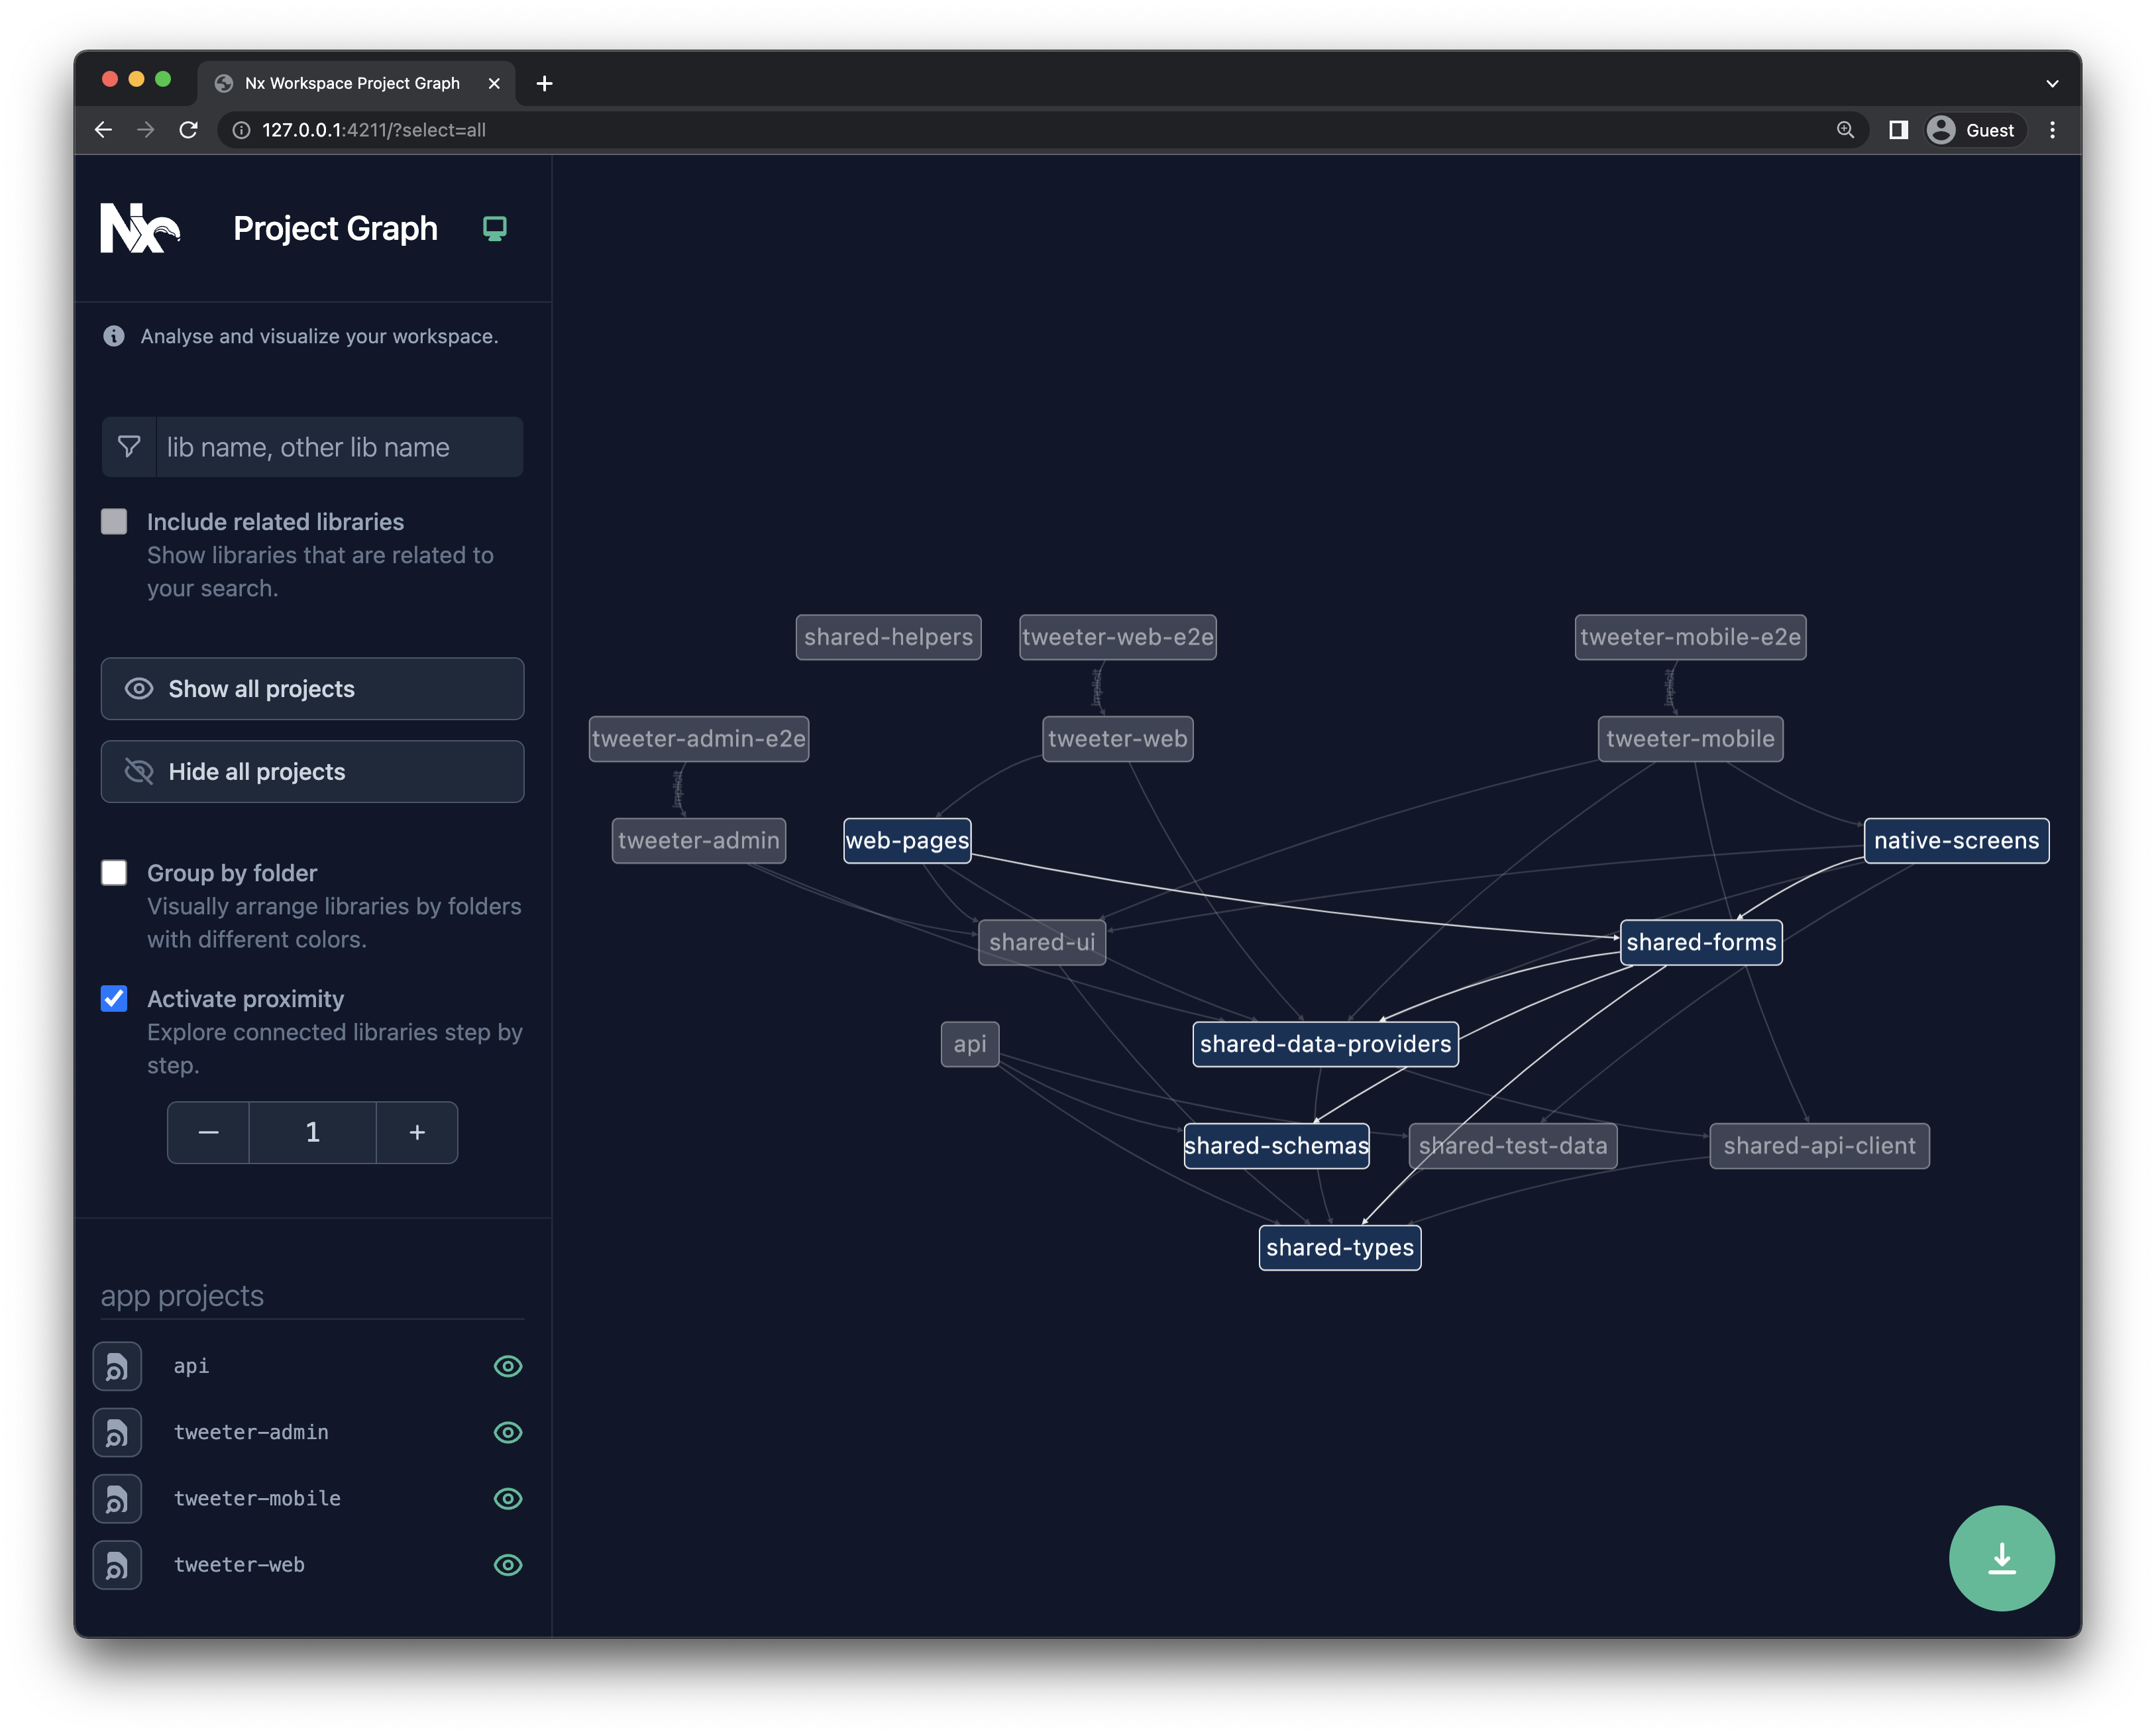 Nx Workspace Project Graph
127.0.0.1:4211/?select=all
Guest
Nx
Project Graph
Analyse and visualize your workspace.
lib name, other lib name
Include related libraries
Show libraries that are related to
your search.
Show all projects
Hide all projects
Group by folder
Visually arrange libraries by folders
with different colors.
Activate proximity
Explore connected libraries step by
step.
1
app projects
api
tweeter-admin
tweeter-mobile
tweeter-web
shared-helpers
tweeter-web-e2e
tweeter-mobile-e2e
implicit
implicit
tweeter-admin-e2e
tweeter-web
tweeter-mobile
implicit
tweeter-admin
web-pages
native-screens
shared-ui
shared-forms
api
shared-data-providers
shared-schemas
shared-test-data
shared-api-client
shared-types